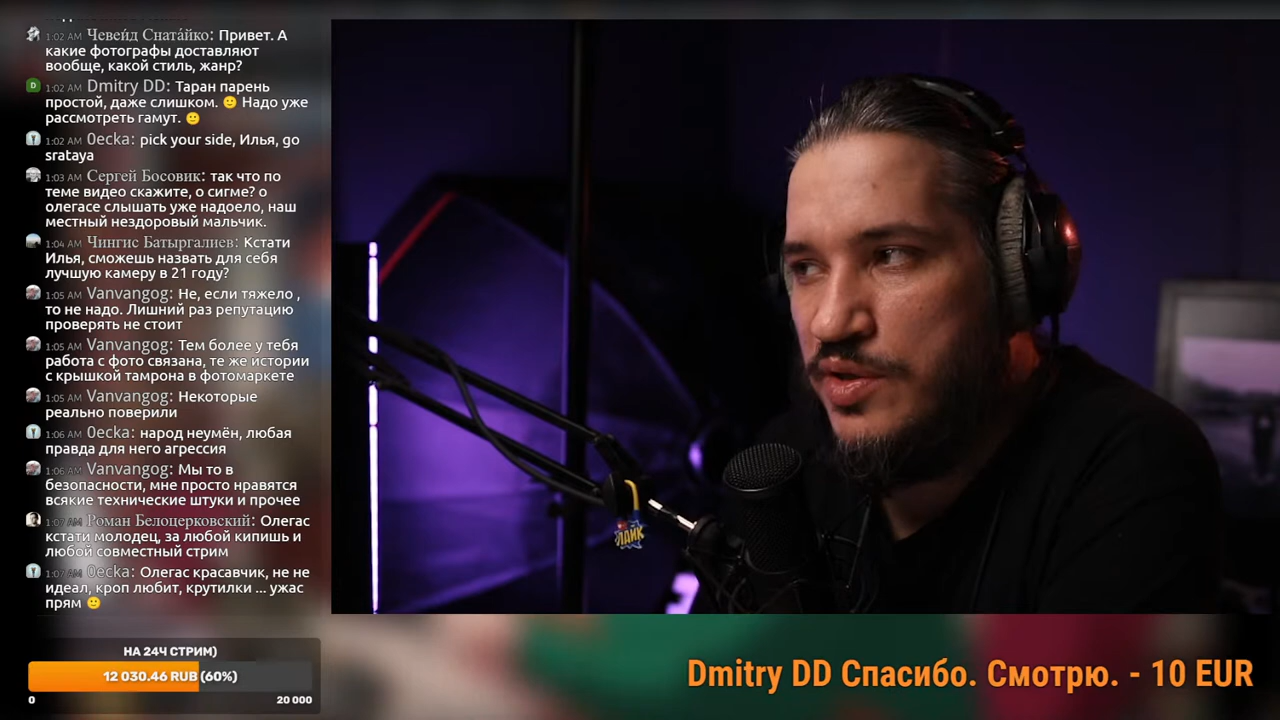 1:02 AM Чевейд Сната́йко: Привет. А
какие фотографы доставляют
вообще, какой стиль, жанр?
D 1:02 AM Dmitry DD: Таран парень
простой, даже слишком. 🙂 Надо уже
рассмотреть гамут. 🙂
1:02 AM 0ecka: pick your side, Илья, go
srataya
1:03 AM Сергей Босовик: так что по
теме видео скажите, о сигме? о
олегасе слышать уже надоело, наш
местный нездоровый мальчик.
1:04 AM Чингис Батыргалиев: Кстати
Илья, сможешь назвать для себя
лучшую камеру в 21 году?
1:05 AM Vanvangog: Не, если тяжело ,
то не надо. Лишний раз репутацию
проверять не стоит
1:05 AM Vanvangog: Тем более у тебя
работа с фото связана, те же истории
с крышкой тамрона в фотомаркете
1:05 AM Vanvangog: Некоторые
реально поверили
1:06 AM 0ecka: народ неумён, любая
правда для него агрессия
1:06 AM Vanvangog: Мы то в
безопасности, мне просто нравятся
всякие технические штуки и прочее
1:07 AM Роман Белоцерковский: Олегас
кстати молодец, за любой кипишь и
любой совместный стрим
1:07 AM 0ecka: Олегас красавчик, не не
идеал, кроп любит, крутилки ... ужас
прям 🙂
НА 24Ч СТРИМ)
12 030.46 RUB (60%)
0 20 000
ЛАЙК
Dmitry DD Спасибо. Смотрю. - 10 EUR